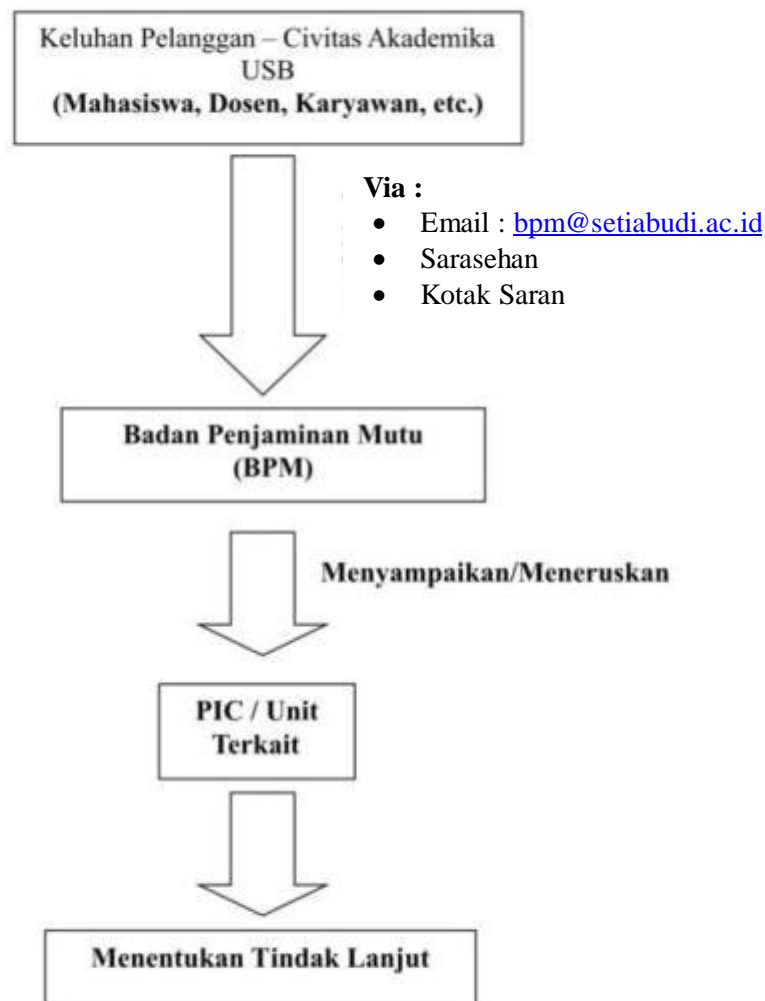 Keluhan Pelanggan – Civitas Akademika
USB
(Mahasiswa, Dosen, Karyawan, etc.)
Via :
• Email : bpm@setiabudi.ac.id
• Sarasehan
• Kotak Saran
Badan Penjaminan Mutu
(BPM)
Menyampaikan/Meneruskan
PIC / Unit
Terkait
Menentukan Tindak Lanjut